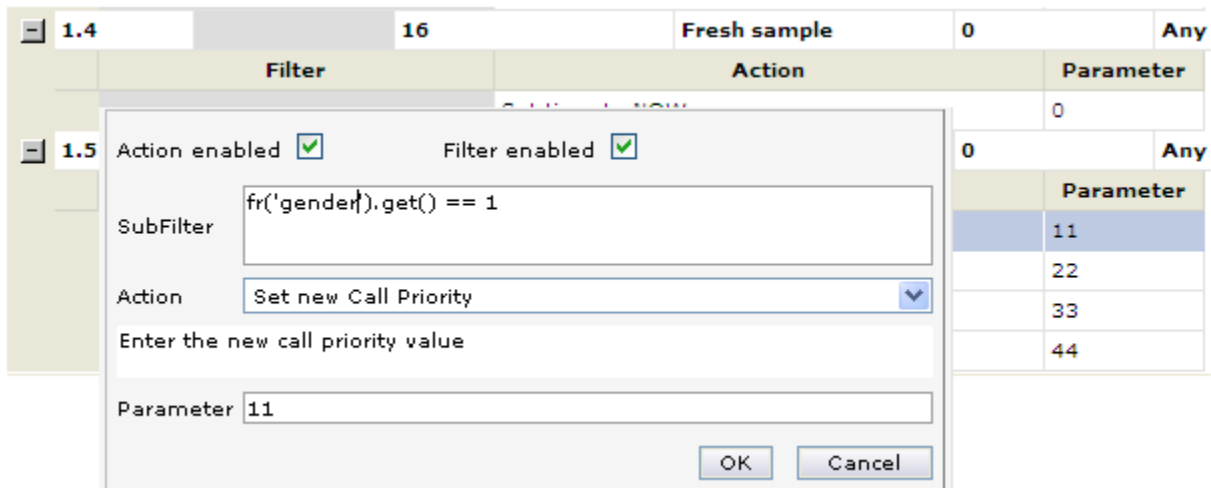 1.4 16 Fresh sample 0 Any
Filter Action Parameter
0
1.5 Action enabled Filter enabled 0 Any
Parameter
SubFilter fr('gender').get() == 1
11
22
Action Set new Call Priority
33
Enter the new call priority value
44
Parameter 11
OK Cancel